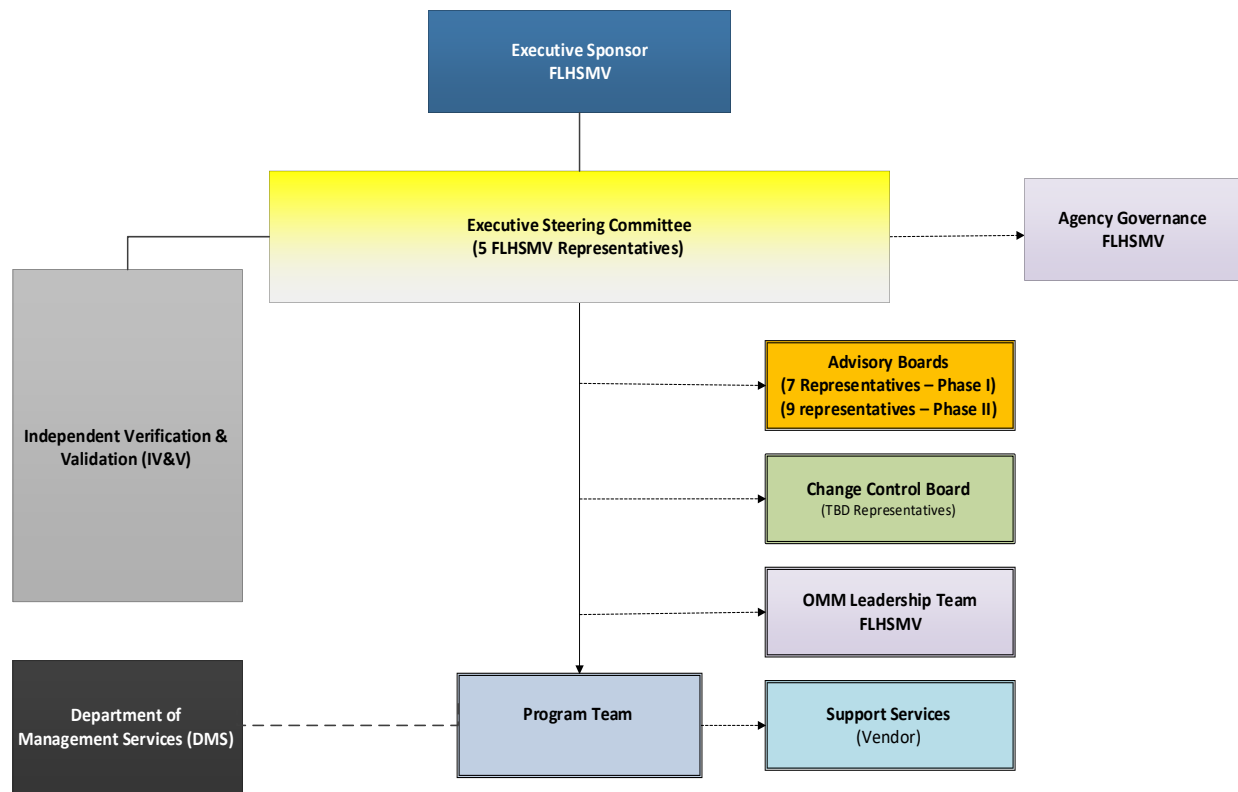 Executive Sponsor
FLHSMV
Executive Steering Committee
(5 FLHSMV Representatives)
Agency Governance
FLHSMV
Independent Verification &
Validation (IV&V)
Advisory Boards
(7 Representatives – Phase I)
(9 representatives – Phase II)
Change Control Board
(TBD Representatives)
OMM Leadership Team
FLHSMV
Department of
Management Services (DMS)
Program Team
Support Services
(Vendor)